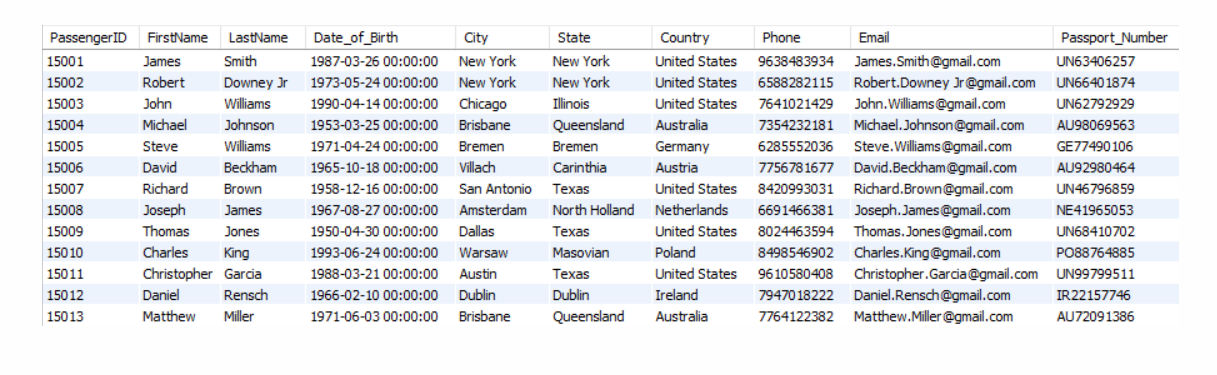 PassengerID FirstName LastName Date_of_Birth City State Country Phone Email Passport_Number
15001 James Smith 1987-03-26 00:00:00 New York New York United States 9638483934 James.Smith@gmail.com UN63406257
15002 Robert Downey Jr 1973-05-24 00:00:00 New York New York United States 6588282115 Robert.Downey Jr@gmail.com UN66401874
15003 John Williams 1990-04-14 00:00:00 Chicago Illinois United States 7641021429 John.Williams@gmail.com UN62792929
15004 Michael Johnson 1953-03-25 00:00:00 Brisbane Queensland Australia 7354232181 Michael.Johnson@gmail.com AU98069563
15005 Steve Williams 1971-04-24 00:00:00 Bremen Bremen Germany 6285552036 Steve.Williams@gmail.com GE77490106
15006 David Beckham 1965-10-18 00:00:00 Villach Carinthia Austria 7756781677 David.Beckham@gmail.com AU92980464
15007 Richard Brown 1958-12-16 00:00:00 San Antonio Texas United States 8420993031 Richard.Brown@gmail.com UN46796859
15008 Joseph James 1967-08-27 00:00:00 Amsterdam North Holland Netherlands 6691466381 Joseph.James@gmail.com NE41965053
15009 Thomas Jones 1950-04-30 00:00:00 Dallas Texas United States 8024463594 Thomas.Jones@gmail.com UN68410702
15010 Charles King 1993-06-24 00:00:00 Warsaw Masovian Poland 8498546902 Charles.King@gmail.com PO88764885
15011 Christopher Garcia 1988-03-21 00:00:00 Austin Texas United States 9610580408 Christopher.Garcia@gmail.com UN99799511
15012 Daniel Rensch 1966-02-10 00:00:00 Dublin Dublin Ireland 7947018222 Daniel.Rensch@gmail.com IR22157746
15013 Matthew Miller 1971-06-03 00:00:00 Brisbane Queensland Australia 7764122382 Matthew.Miller@gmail.com AU72091386